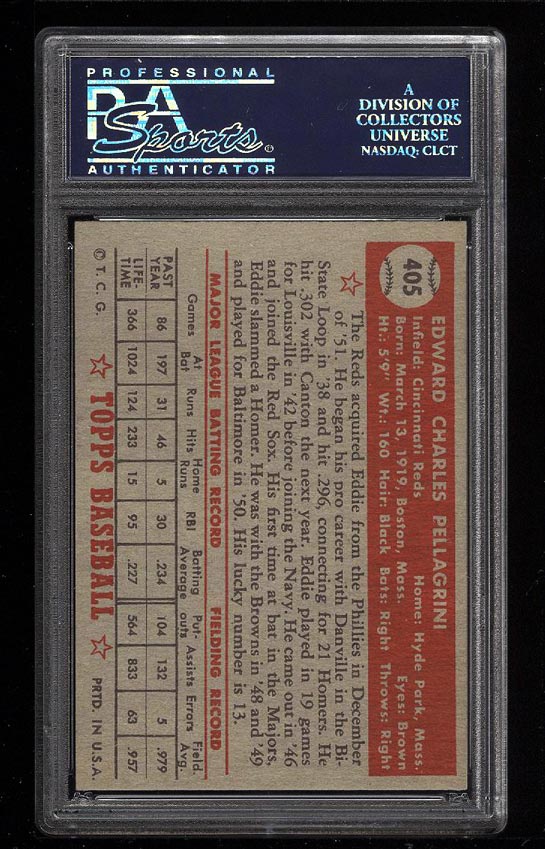 PROFESSIONAL
PSA
Sports®
AUTHENTICATOR
A
DIVISION OF
COLLECTORS
UNIVERSE
NASDAQ: CLCT
405
EDWARD CHARLES PELLAGRINI
Infield: Cincinnati Reds Home: Hyde Park, Mass.
Born: March 13, 1919, Boston, Mass. Eyes: Brown
Ht.: 5'9" Wt.: 160 Hair: Black Bats: Right Throws: Right
The Reds acquired Eddie from the Phillies in December
of '51. He began his pro career with Danville in the Bi-
State Loop in '38 and hit .296, connecting for 21 Homers. He
hit .302 with Canton the next year. Eddie played in 19 games
for Louisville in '42 before joining the Navy. He came out in '46
and joined the Red Sox. His first time at bat in the Majors,
Eddie slammed a Homer. He was with the Browns in '48 and '49
and played for Baltimore in '50. His lucky number is 13.
MAJOR LEAGUE BATTING RECORD FIELDING RECORD
Games At Bat Runs Hits Home Runs RBI Batting Average Put-outs Assists Errors Field. Avg.
PAST YEAR 86 197 31 46 5 30 .234 104 132 5 .979
LIFE-TIME 366 1024 124 233 15 95 .227 564 833 63 .957
© T. C. G. TOPPS BASEBALL PRTD. IN U.S.A.